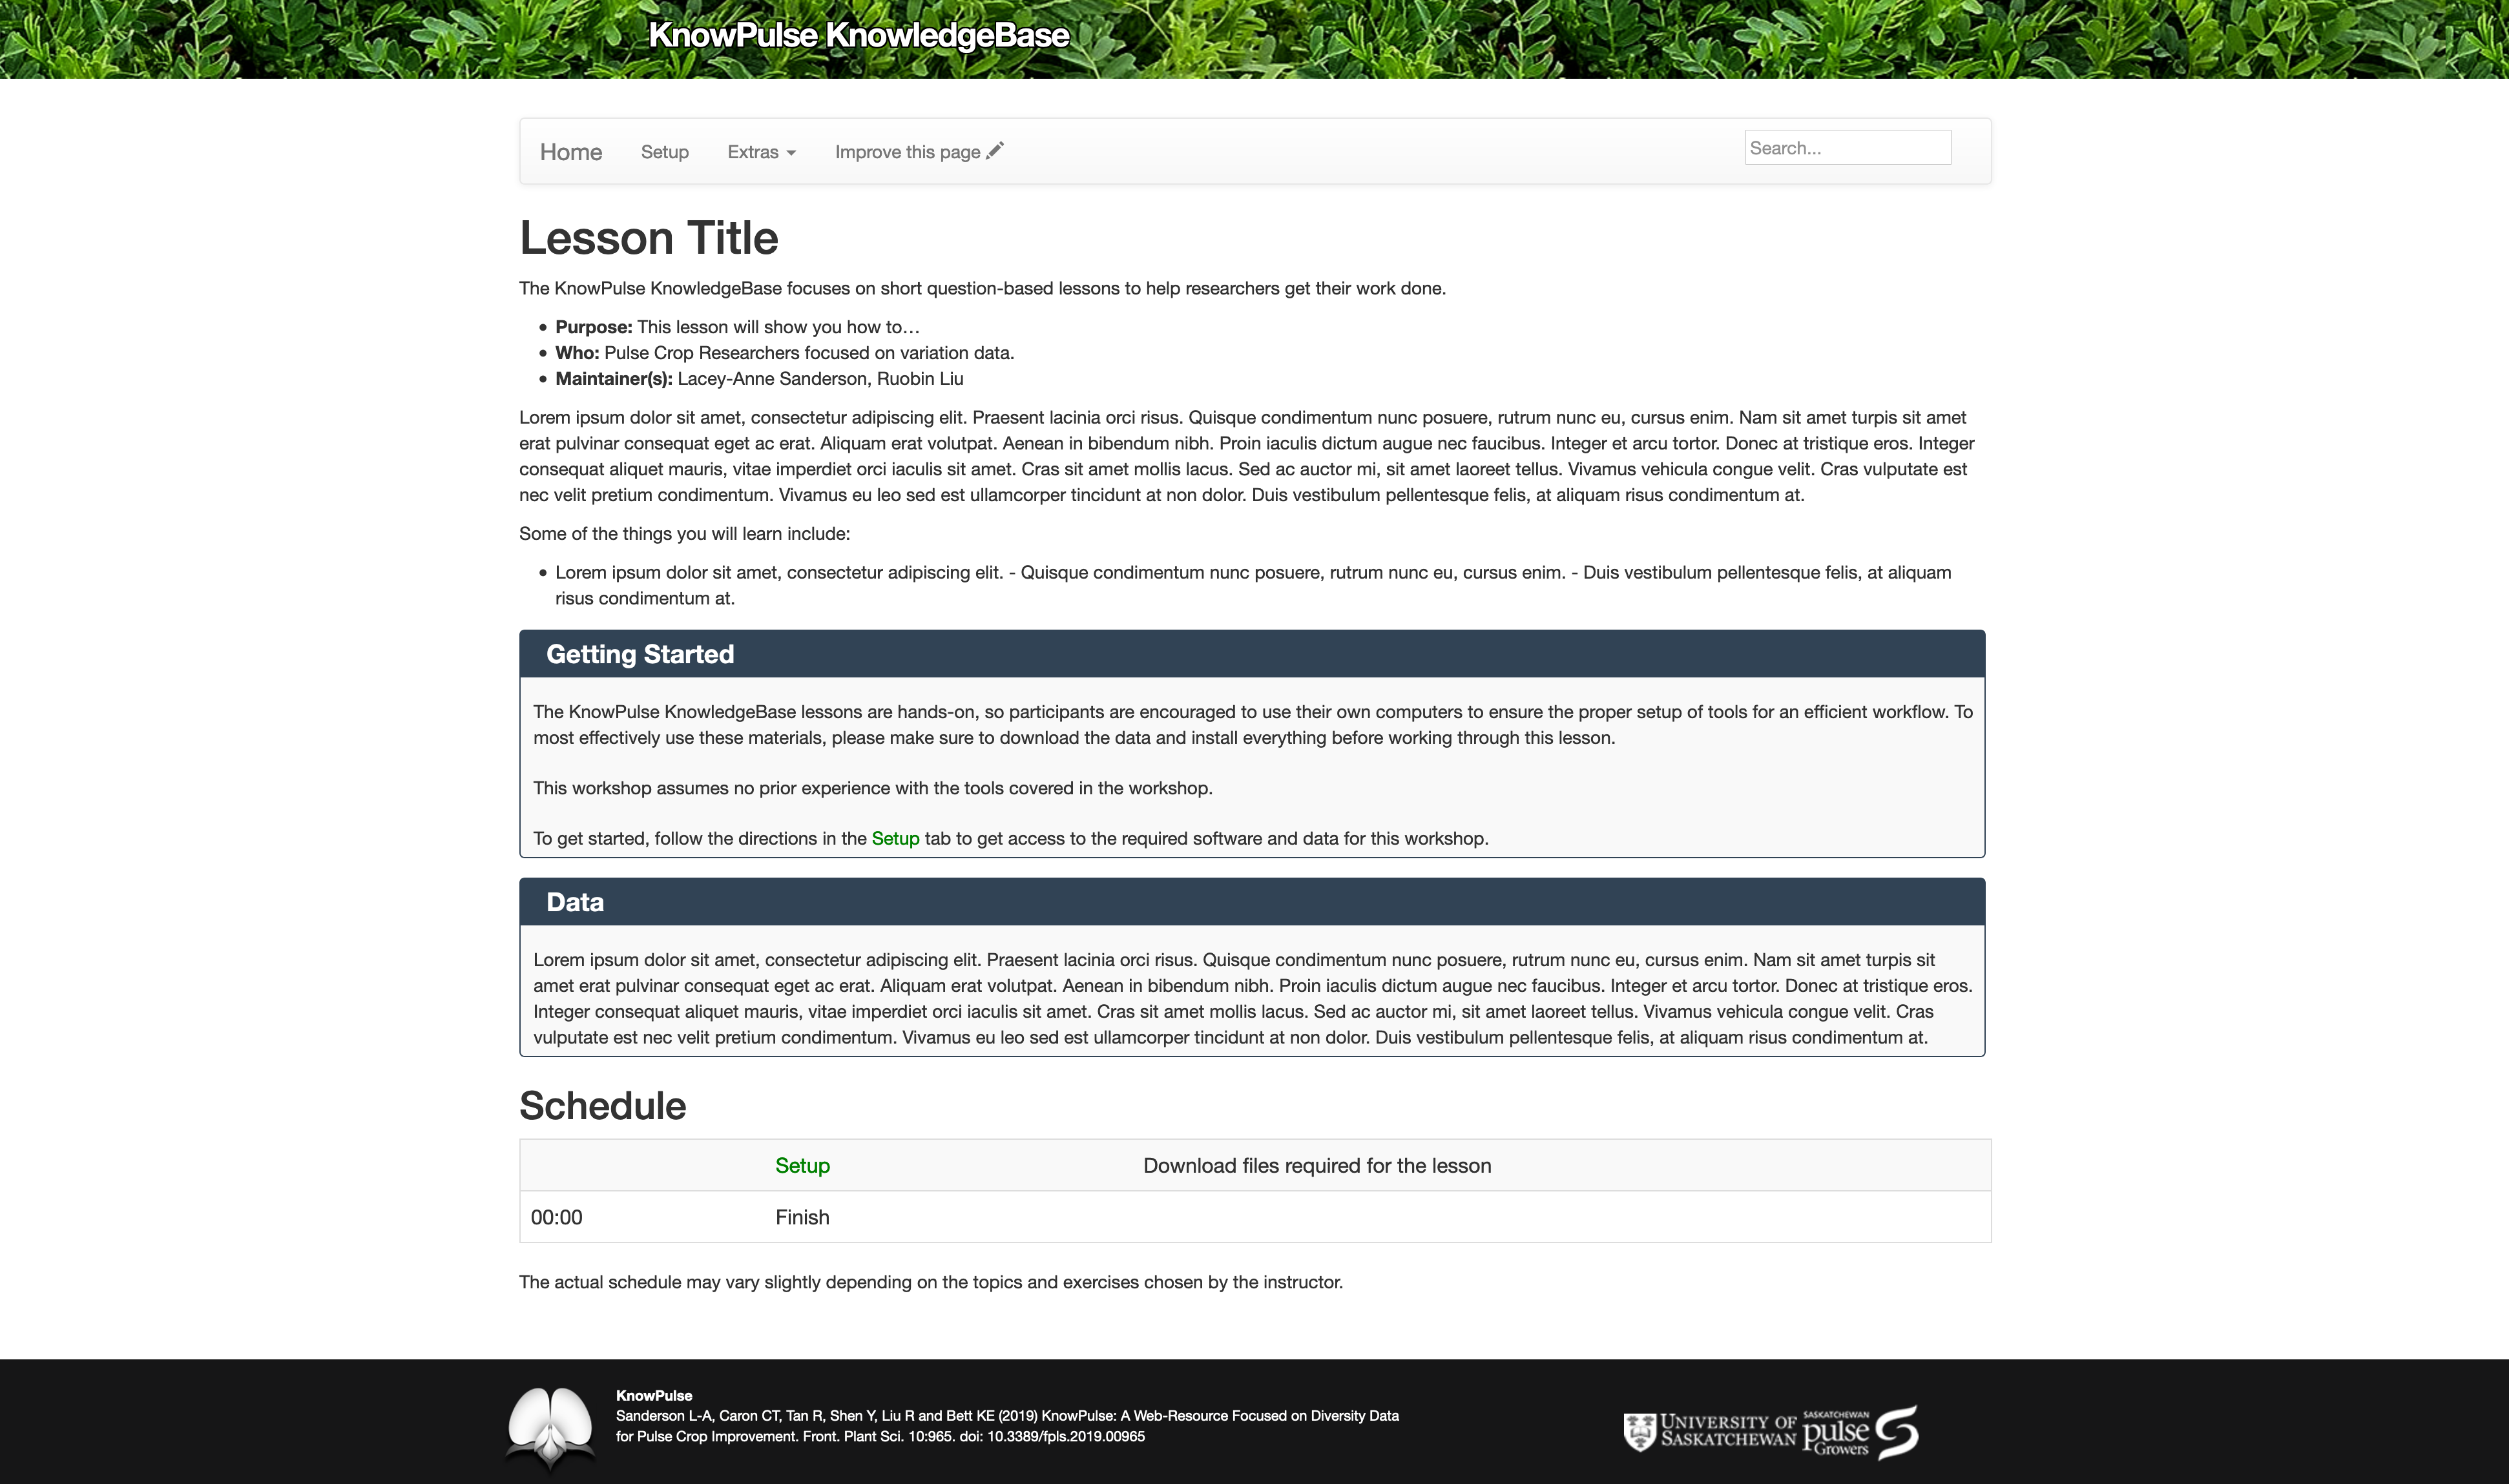 KnowPulse KnowledgeBase
Home Setup Extras Improve this page Search...
Lesson Title
The KnowPulse KnowledgeBase focuses on short question-based lessons to help researchers get their work done.
Purpose: This lesson will show you how to…
Who: Pulse Crop Researchers focused on variation data.
Maintainer(s): Lacey-Anne Sanderson, Ruobin Liu
Lorem ipsum dolor sit amet, consectetur adipiscing elit. Praesent lacinia orci risus. Quisque condimentum nunc posuere, rutrum nunc eu, cursus enim. Nam sit amet turpis sit amet
erat pulvinar consequat eget ac erat. Aliquam erat volutpat. Aenean in bibendum nibh. Proin iaculis dictum augue nec faucibus. Integer et arcu tortor. Donec at tristique eros. Integer
consequat aliquet mauris, vitae imperdiet orci iaculis sit amet. Cras sit amet mollis lacus. Sed ac auctor mi, sit amet laoreet tellus. Vivamus vehicula congue velit. Cras vulputate est
nec velit pretium condimentum. Vivamus eu leo sed est ullamcorper tincidunt at non dolor. Duis vestibulum pellentesque felis, at aliquam risus condimentum at.
Some of the things you will learn include:
Lorem ipsum dolor sit amet, consectetur adipiscing elit. - Quisque condimentum nunc posuere, rutrum nunc eu, cursus enim. - Duis vestibulum pellentesque felis, at aliquam
risus condimentum at.
Getting Started
The KnowPulse KnowledgeBase lessons are hands-on, so participants are encouraged to use their own computers to ensure the proper setup of tools for an efficient workflow. To
most effectively use these materials, please make sure to download the data and install everything before working through this lesson.
This workshop assumes no prior experience with the tools covered in the workshop.
To get started, follow the directions in the Setup tab to get access to the required software and data for this workshop.
Data
Lorem ipsum dolor sit amet, consectetur adipiscing elit. Praesent lacinia orci risus. Quisque condimentum nunc posuere, rutrum nunc eu, cursus enim. Nam sit amet turpis sit
amet erat pulvinar consequat eget ac erat. Aliquam erat volutpat. Aenean in bibendum nibh. Proin iaculis dictum augue nec faucibus. Integer et arcu tortor. Donec at tristique eros.
Integer consequat aliquet mauris, vitae imperdiet orci iaculis sit amet. Cras sit amet mollis lacus. Sed ac auctor mi, sit amet laoreet tellus. Vivamus vehicula congue velit. Cras
vulputate est nec velit pretium condimentum. Vivamus eu leo sed est ullamcorper tincidunt at non dolor. Duis vestibulum pellentesque felis, at aliquam risus condimentum at.
Schedule
Setup Download files required for the lesson
00:00 Finish
The actual schedule may vary slightly depending on the topics and exercises chosen by the instructor.
KnowPulse
Sanderson L-A, Caron CT, Tan R, Shen Y, Liu R and Bett KE (2019) KnowPulse: A Web-Resource Focused on Diversity Data
for Pulse Crop Improvement. Front. Plant Sci. 10:965. doi: 10.3389/fpls.2019.00965
UNIVERSITY OF
SASKATCHEWAN
SASKATCHEWAN
pulse
Growers